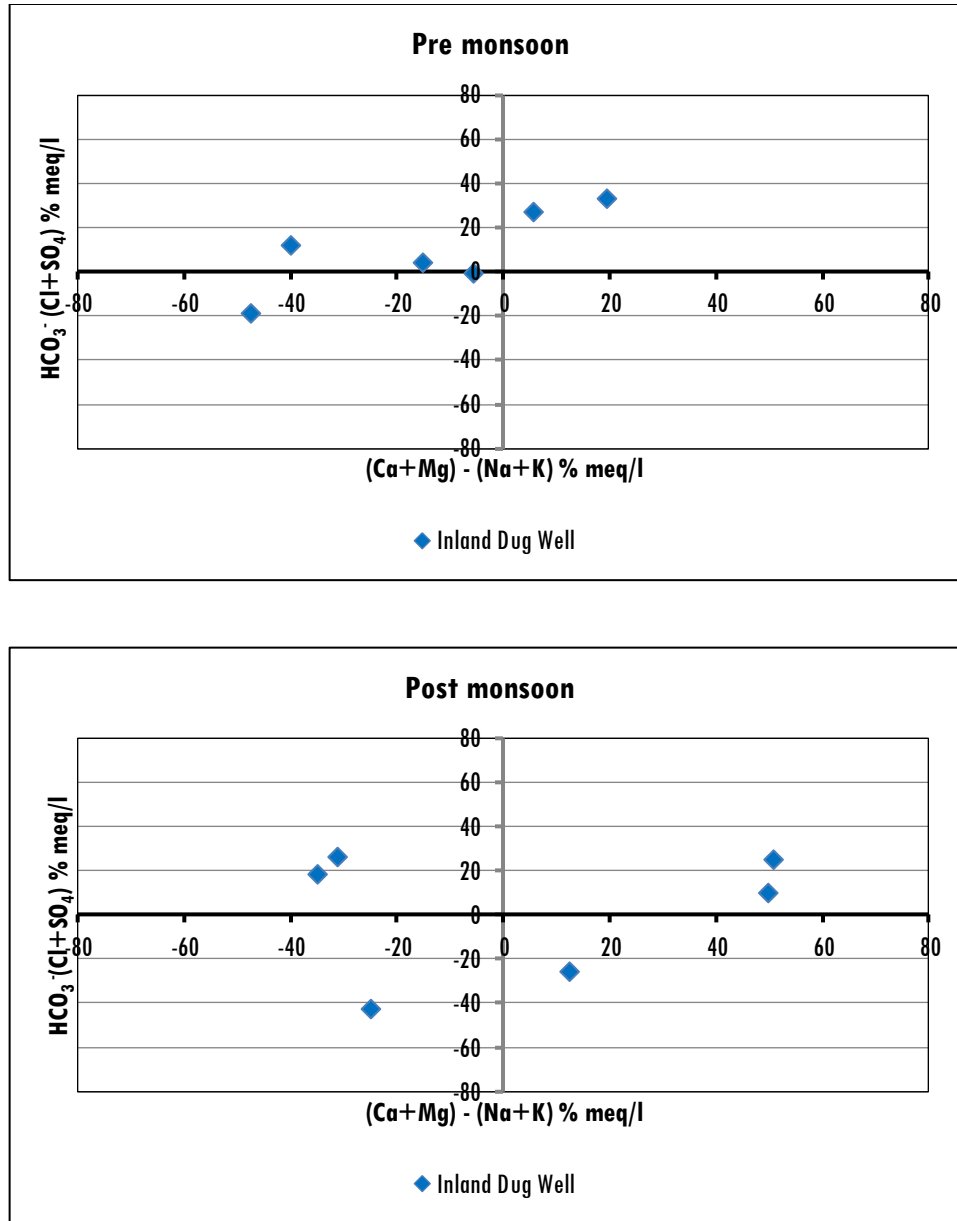 Pre monsoon
80
60
40
20
0
-80 -60 -40 -20 0 20 40 60 80
-20
-40
-60
-80
HCO₃⁻ (Cl+SO₄) % meq/l
(Ca+Mg) - (Na+K) % meq/l
Inland Dug Well
Post monsoon
80
60
40
20
0
-80 -60 -40 -20 0 20 40 60 80
-20
-40
-60
-80
HCO₃⁻(Cl+SO₄) % meq/l
(Ca+Mg) - (Na+K) % meq/l
Inland Dug Well